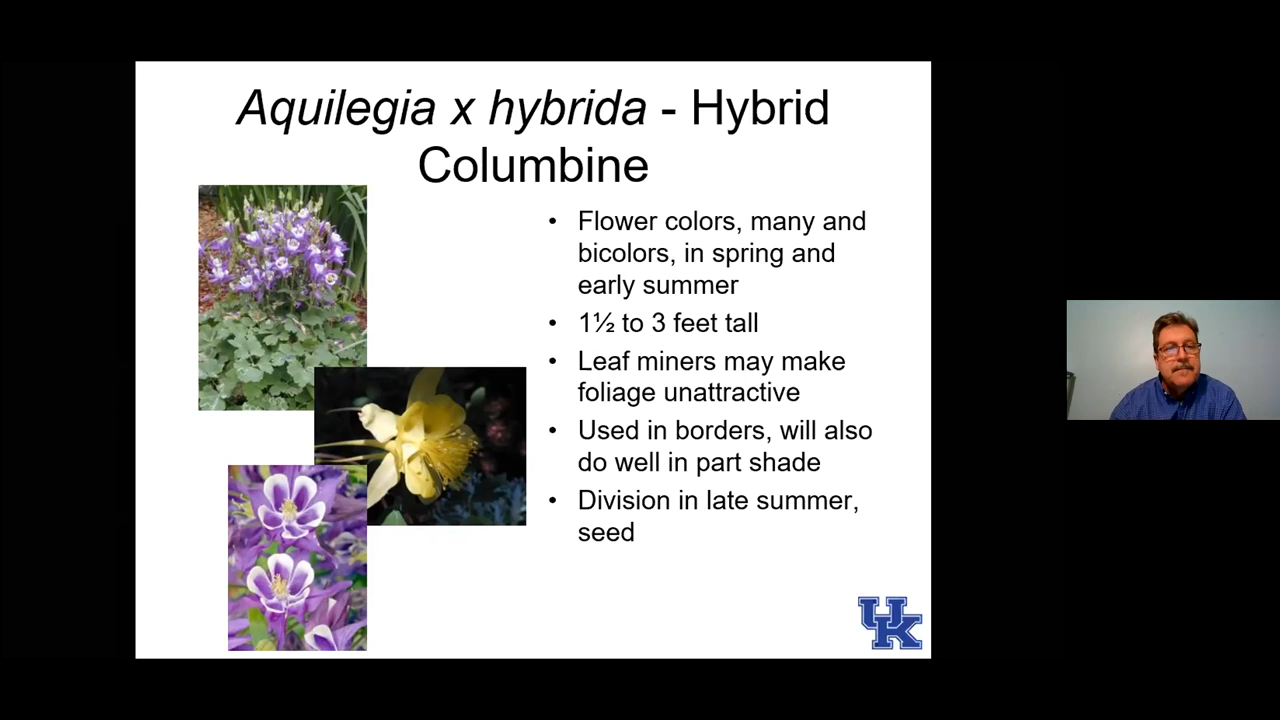 Aquilegia x hybrida - Hybrid
Columbine
• Flower colors, many and
bicolors, in spring and
early summer
• 1½ to 3 feet tall
• Leaf miners may make
foliage unattractive
• Used in borders, will also
do well in part shade
• Division in late summer,
seed
UK